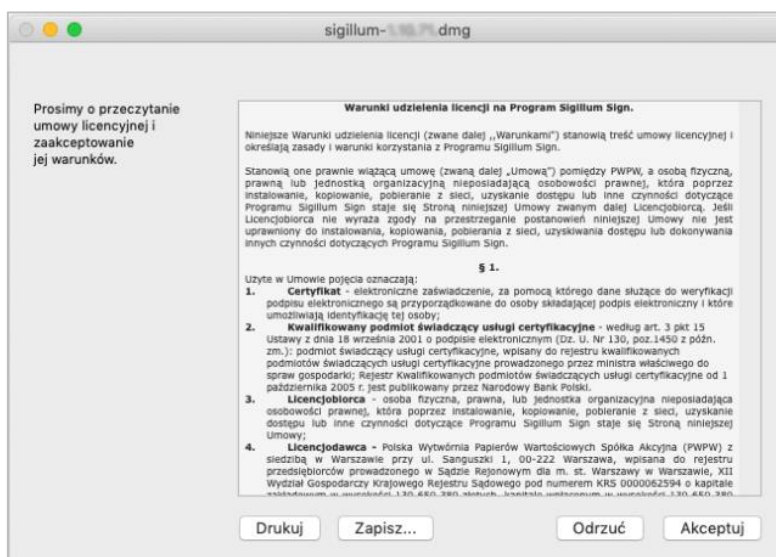 sigillum- .dmg
Prosimy o przeczytanie
umowy licencyjnej i
zaakceptowanie
jej warunków.
Warunki udzielenia licencji na Program Sigillum Sign.
Niniejsze Warunki udzielenia licencji (zwane dalej ,,Warunkami") stanowią treść umowy licencyjnej i
określają zasady i warunki korzystania z Programu Sigillum Sign.
Stanowią one prawnie wiążącą umowę (zwaną dalej „Umową") pomiędzy PWPW, a osobą fizyczną,
prawną lub jednostką organizacyjną nieposiadającą osobowości prawnej, która poprzez
instalowanie, kopiowanie, pobieranie z sieci, uzyskanie dostępu lub inne czynności dotyczące
Programu Sigillum Sign staje się Stroną niniejszej Umowy zwanym dalej Licencjobiorcą. Jeśli
Licencjobiorca nie wyraża zgody na przestrzeganie postanowień niniejszej Umowy nie jest
uprawniony do instalowania, kopiowania, pobierania z sieci, uzyskiwania dostępu lub dokonywania
innych czynności dotyczących Programu Sigillum Sign.
§ 1.
Użyte w Umowie pojęcia oznaczają:
1. Certyfikat - elektroniczne zaświadczenie, za pomocą którego dane służące do weryfikacji
podpisu elektronicznego są przyporządkowane do osoby składającej podpis elektroniczny i które
umożliwiają identyfikację tej osoby;
2. Kwalifikowany podmiot świadczący usługi certyfikacyjne - według art. 3 pkt 15
Ustawy z dnia 18 września 2001 o podpisie elektronicznym (Dz. U. Nr 130, poz.1450 z późn.
zm.): podmiot świadczący usługi certyfikacyjne, wpisany do rejestru kwalifikowanych
podmiotów świadczących usługi certyfikacyjne prowadzonego przez ministra właściwego do
spraw gospodarki; Rejestr Kwalifikowanych podmiotów świadczących usługi certyfikacyjne od 1
października 2005 r. jest publikowany przez Narodowy Bank Polski.
3. Licencjobiorca - osoba fizyczna, prawna, lub jednostka organizacyjna nieposiadająca
osobowości prawnej, która poprzez instalowanie, kopiowanie, pobieranie z sieci, uzyskanie
dostępu lub inne czynności dotyczące Programu Sigillum Sign staje się Stroną niniejszej
Umowy;
4. Licencjodawca - Polska Wytwórnia Papierów Wartościowych Spółka Akcyjna (PWPW) z
siedzibą w Warszawie przy ul. Sanguszki 1, 00-222 Warszawa, wpisana do rejestru
przedsiębiorców prowadzonego w Sądzie Rejonowym dla m. st. Warszawy w Warszawie, XII
Wydział Gospodarczy Krajowego Rejestru Sądowego pod numerem KRS 0000062594 o kapitale
zakładowym w wysokości 130 650 380 złotych, kapitale wpłaconym w wysokości 130 650 380
Drukuj Zapisz... Odrzuć Akceptuj